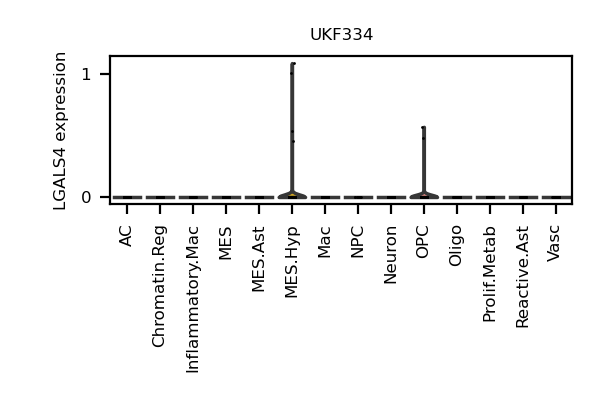 UKF334
LGALS4 expression
1
0
AC
Chromatin.Reg
Inflammatory.Mac
MES
MES.Ast
MES.Hyp
Mac
NPC
Neuron
OPC
Oligo
Prolif.Metab
Reactive.Ast
Vasc